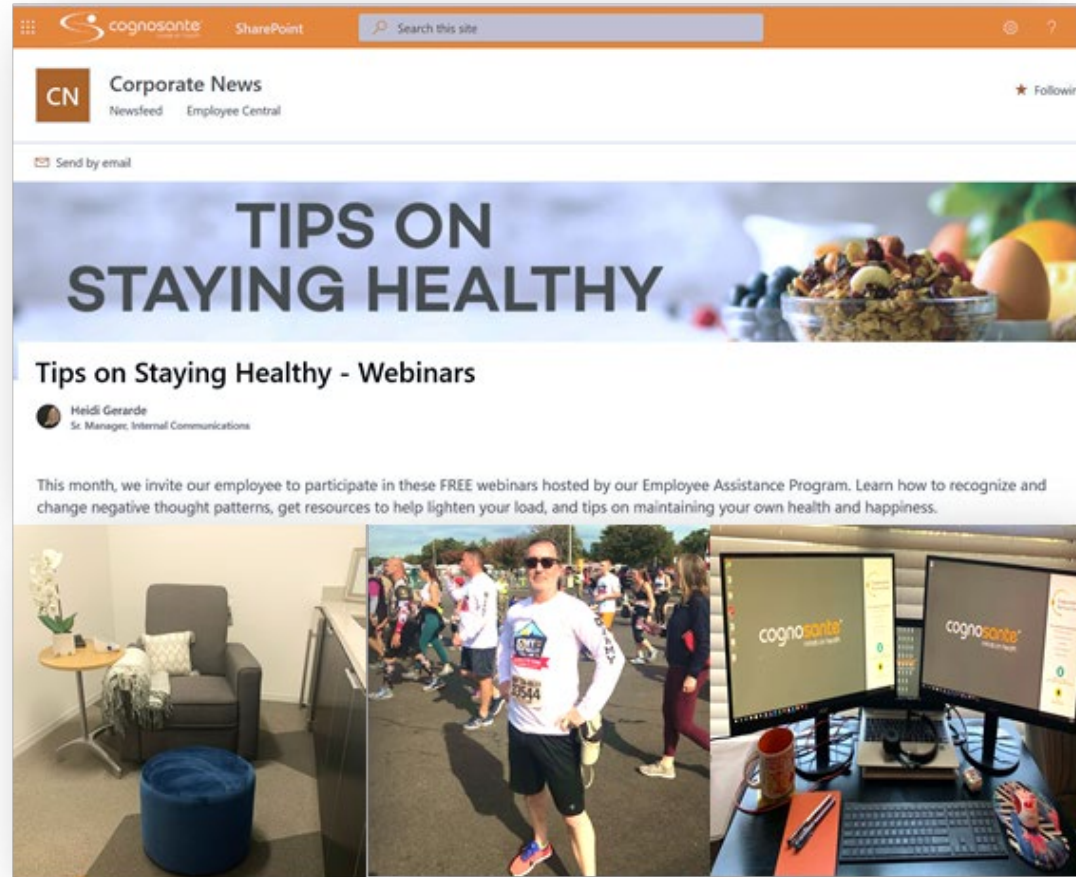 cognosante
SharePoint
Search this site
?
CN
Corporate News
Newsfeed Employee Central
Followin
Send by email
TIPS ON
STAYING HEALTHY
Tips on Staying Healthy - Webinars
Heidi Gerarde
Sr. Manager, Internal Communications
This month, we invite our employee to participate in these FREE webinars hosted by our Employee Assistance Program. Learn how to recognize and
change negative thought patterns, get resources to help lighten your load, and tips on maintaining your own health and happiness.
ARMY
cognosante
cognosante